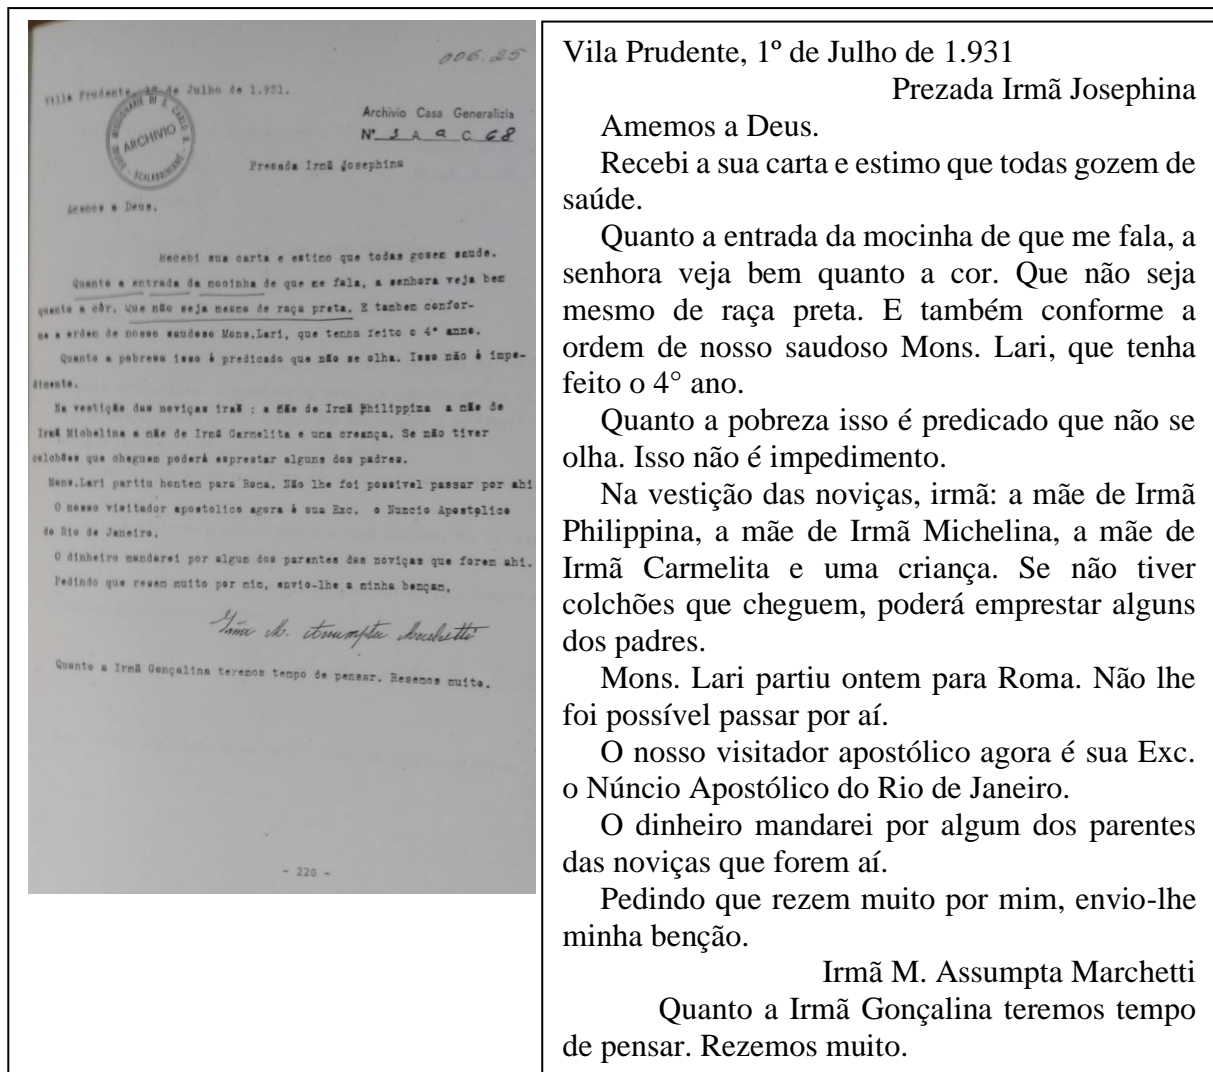 006.25
Villa Prudente, 1º de Julho de 1.931.
Archivio Casa Generalizia
Nº 3 A a C 68
ARCHIVIO
SCALABRINIANE
Presada Irmã Josephina
Amemos a Deus.
Recebi sua carta e estimo que todas gosem saude.
Quanto a entrada da mocinha de que me fala, a senhora veja bem
quanto a côr. Que não seja mesmo de raça preta. E tambem confor-
me a ordem de nosso saudoso Mons.Lari, que tenha feito o 4º anno.
Quanto a pobresa isso é predicado que não se olha. Isso não é impe-
dimento.
Na vestição das noviças irmã : a mãe de Irmã Philippina a mãe de
Irmã Michelina a mãe de Irmã Carmelita e uma creança. Se não tiver
colchões que cheguem poderá esprestar alguns dos padres.
Mons.Lari partiu hontem para Roma. Não lhe foi possivel passar por ahi
O nosso visitador apostolico agora é sua Exc. o Nuncio Apostolico
do Rio de Janeiro.
O dinheiro mandarei por algum dos parentes das noviças que forem ahi.
Pedindo que resem muito por mim, envio-lhe a minha bençam,
Irmã M. Assumpta Marchetti
Quanto a Irmã Gonçalina teremos tempo de pensar. Resemos muito.
- 220 -
Vila Prudente, 1º de Julho de 1.931
Prezada Irmã Josephina
Amemos a Deus.
Recebi a sua carta e estimo que todas gozem de
saúde.
Quanto a entrada da mocinha de que me fala, a
senhora veja bem quanto a cor. Que não seja
mesmo de raça preta. E também conforme a
ordem de nosso saudoso Mons. Lari, que tenha
feito o 4° ano.
Quanto a pobreza isso é predicado que não se
olha. Isso não é impedimento.
Na vestição das noviças, irmã: a mãe de Irmã
Philippina, a mãe de Irmã Michelina, a mãe de
Irmã Carmelita e uma criança. Se não tiver
colchões que cheguem, poderá emprestar alguns
dos padres.
Mons. Lari partiu ontem para Roma. Não lhe
foi possível passar por aí.
O nosso visitador apostólico agora é sua Exc.
o Núncio Apostólico do Rio de Janeiro.
O dinheiro mandarei por algum dos parentes
das noviças que forem aí.
Pedindo que rezem muito por mim, envio-lhe
minha benção.
Irmã M. Assumpta Marchetti
Quanto a Irmã Gonçalina teremos tempo
de pensar. Rezemos muito.